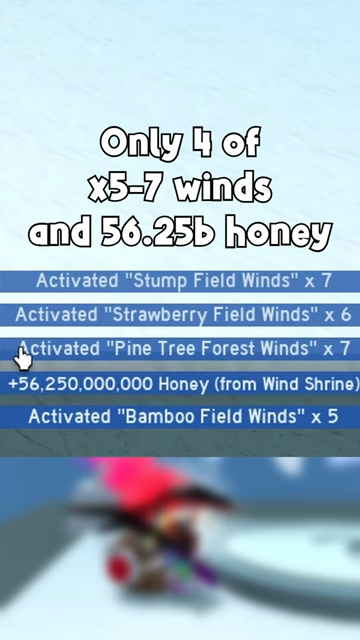 Only 4 of
x5-7 winds
and 56.25b honey
Activated "Stump Field Winds" x 7
Activated "Strawberry Field Winds" x 6
Activated "Pine Tree Forest Winds" x 7
+56,250,000,000 Honey (from Wind Shrine)
Activated "Bamboo Field Winds" x 5